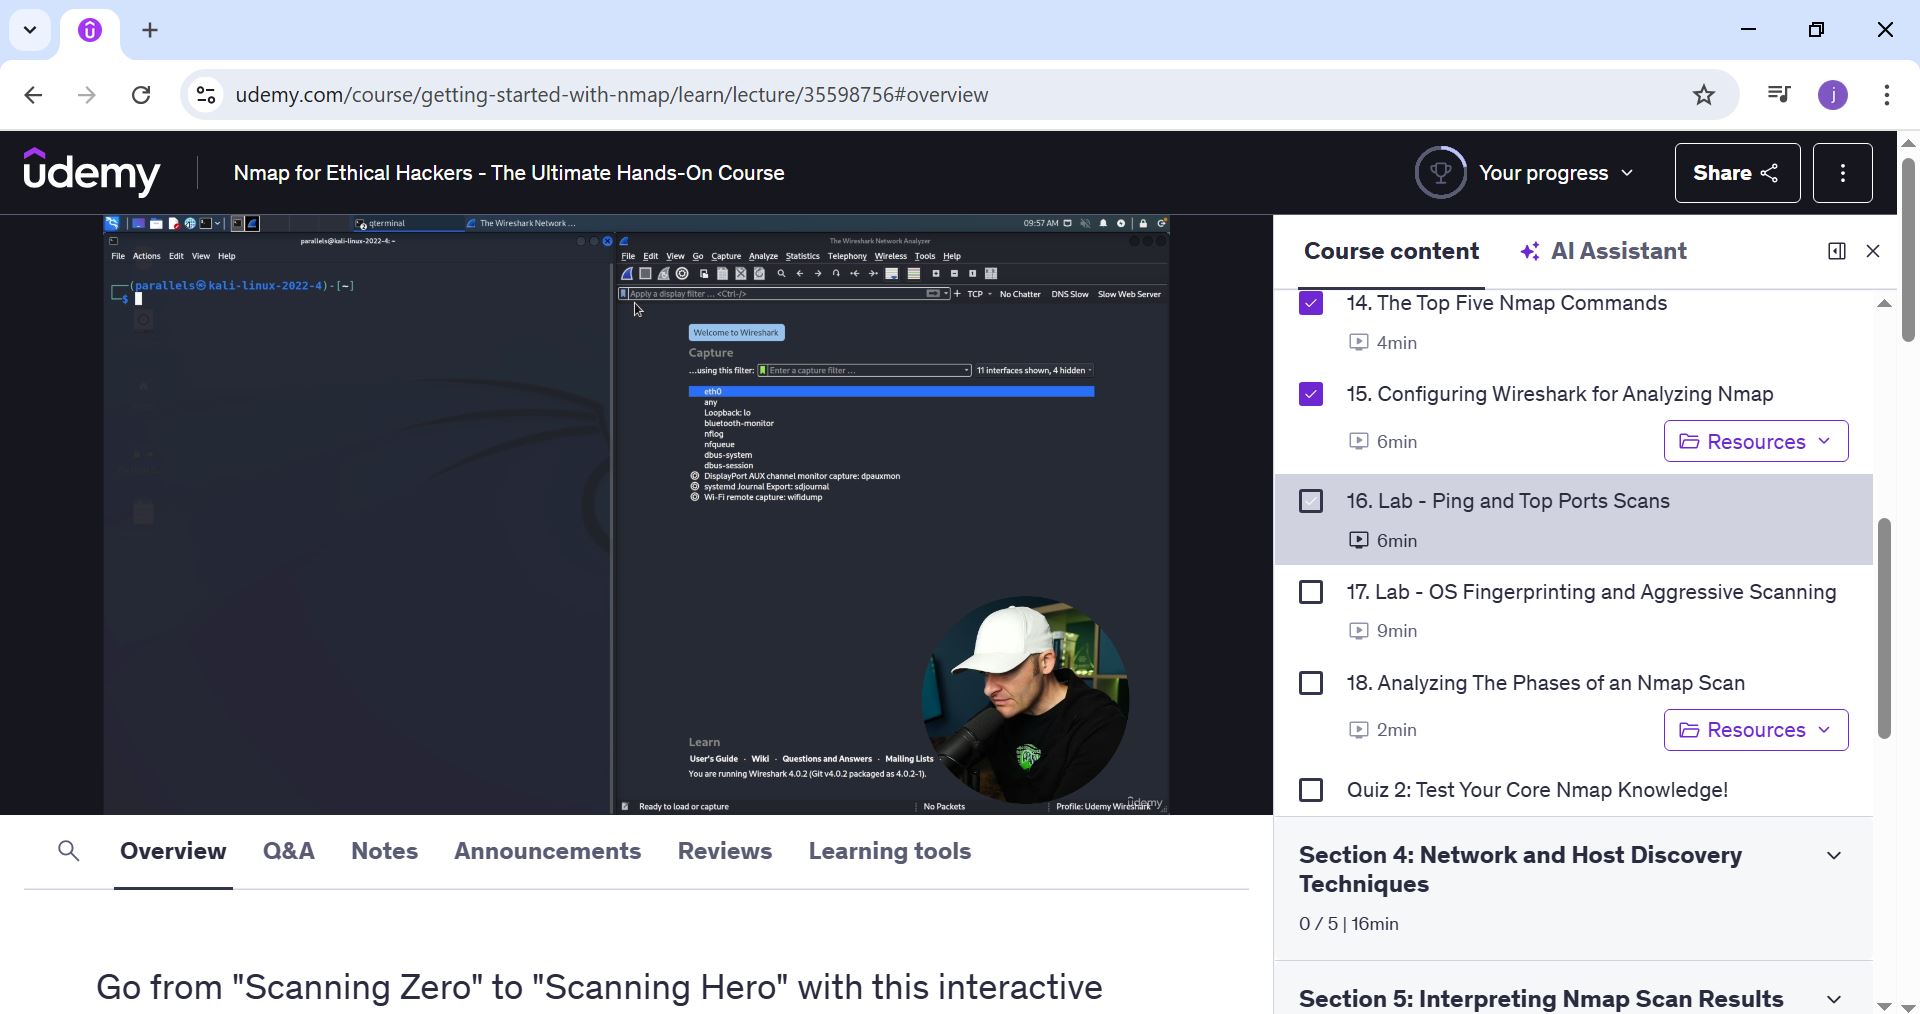 udemy.com/course/getting-started-with-nmap/learn/lecture/35598756#overview
j
udemy
Nmap for Ethical Hackers - The Ultimate Hands-On Course
Your progress
Share
qterminal
The Wireshark Network ...
09:57 AM
parallels@kali-linux-2022-4: ~
File Actions Edit View Help
(parallels㉿kali-linux-2022-4)-[~]
$
The Wireshark Network Analyzer
File Edit View Go Capture Analyze Statistics Telephony Wireless Tools Help
Apply a display filter ... <Ctrl-/>
+ TCP No Chatter DNS Slow Slow Web Server
Welcome to Wireshark
Capture
...using this filter: Enter a capture filter ... 11 interfaces shown, 4 hidden
eth0
any
Loopback: lo
bluetooth-monitor
nflog
nfqueue
dbus-system
dbus-session
DisplayPort AUX channel monitor capture: dpauxmon
systemd Journal Export: sdjournal
Wi-Fi remote capture: wifidump
Learn
User's Guide · Wiki · Questions and Answers · Mailing Lists ·
You are running Wireshark 4.0.2 (Git v4.0.2 packaged as 4.0.2-1).
Ready to load or capture
No Packets
Profile: Udemy Wireshark
udemy
Overview
Q&A
Notes
Announcements
Reviews
Learning tools
Go from "Scanning Zero" to "Scanning Hero" with this interactive
Course content
AI Assistant
14. The Top Five Nmap Commands
4min
15. Configuring Wireshark for Analyzing Nmap
6min
Resources
16. Lab - Ping and Top Ports Scans
6min
17. Lab - OS Fingerprinting and Aggressive Scanning
9min
18. Analyzing The Phases of an Nmap Scan
2min
Resources
Quiz 2: Test Your Core Nmap Knowledge!
Section 4: Network and Host Discovery
Techniques
0 / 5 | 16min
Section 5: Interpreting Nmap Scan Results